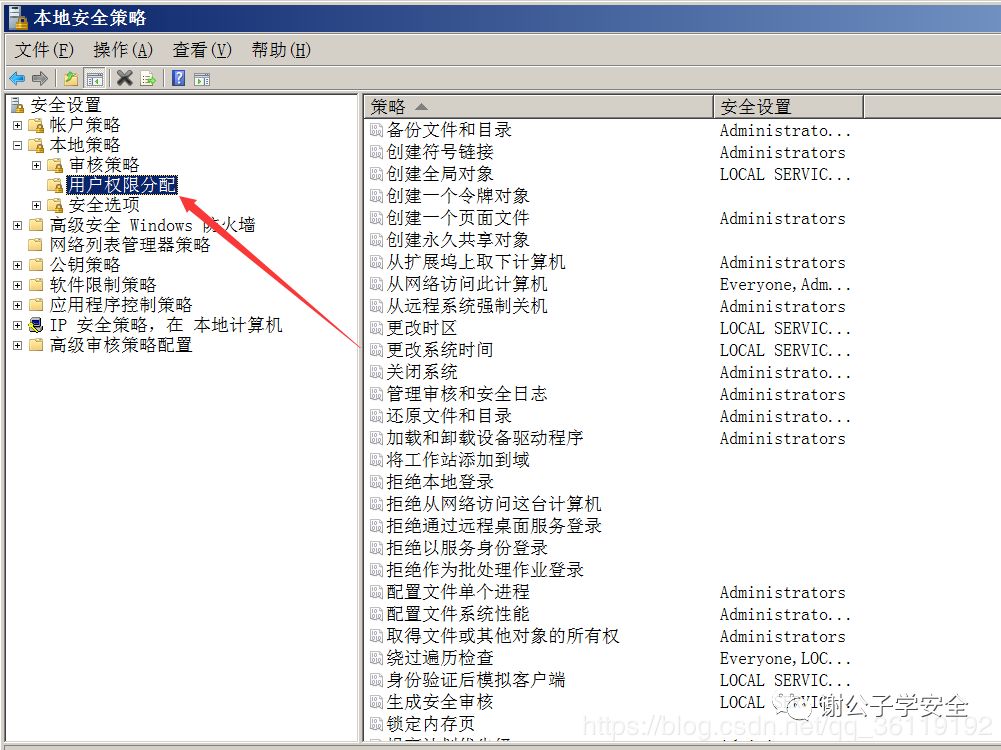 本地安全策略
文件(F) 操作(A) 查看(V) 帮助(H)
安全设置
帐户策略
本地策略
审核策略
用户权限分配
安全选项
高级安全 Windows 防火墙
网络列表管理器策略
公钥策略
软件限制策略
应用程序控制策略
IP 安全策略，在 本地计算机
高级审核策略配置
策略 安全设置
备份文件和目录 Administrato...
创建符号链接 Administrators
创建全局对象 LOCAL SERVIC...
创建一个令牌对象
创建一个页面文件 Administrators
创建永久共享对象
从扩展坞上取下计算机 Administrators
从网络访问此计算机 Everyone,Adm...
从远程系统强制关机 Administrators
更改时区 LOCAL SERVIC...
更改系统时间 LOCAL SERVIC...
关闭系统 Administrato...
管理审核和安全日志 Administrators
还原文件和目录 Administrato...
加载和卸载设备驱动程序 Administrators
将工作站添加到域
拒绝本地登录
拒绝从网络访问这台计算机
拒绝通过远程桌面服务登录
拒绝以服务身份登录
拒绝作为批处理作业登录
配置文件单个进程 Administrators
配置文件系统性能 Administrato...
取得文件或其他对象的所有权 Administrators
绕过遍历检查 Everyone,LOC...
身份验证后模拟客户端 LOCAL SERVIC...
生成安全审核 LOCAL SERVIC...
谢公子学安全
锁定内存页
https://blog.csdn.net/qq_36119192